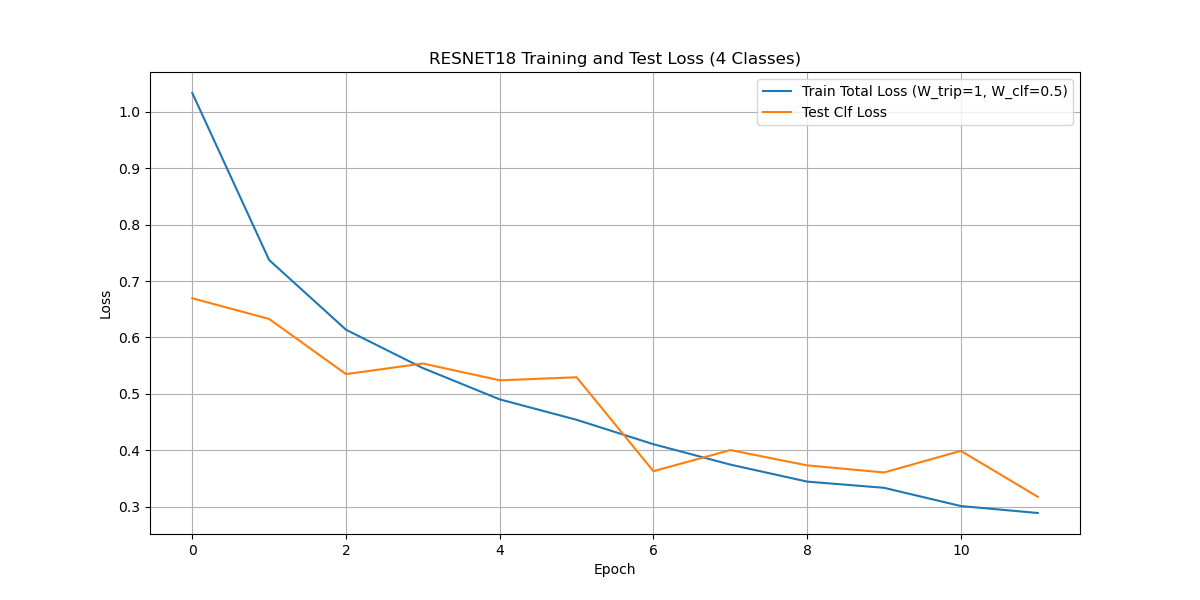 RESNET18 Training and Test Loss (4 Classes)
Train Total Loss (W_trip=1, W_clf=0.5)
Test Clf Loss
1.0
0.9
0.8
0.7
0.6
0.5
0.4
0.3
Loss
0 2 4 6 8 10
Epoch